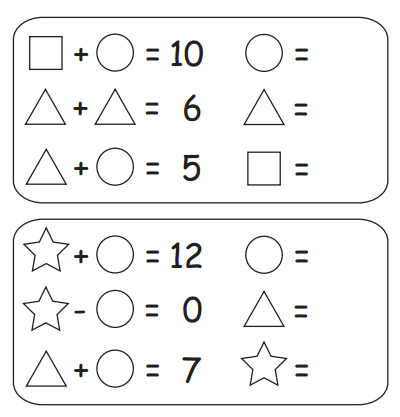 □ + ○ = 10 ○ =
△ + △ = 6 △ =
△ + ○ = 5 □ =
☆ + ○ = 12 ○ =
☆ - ○ = 0 △ =
△ + ○ = 7 ☆ =